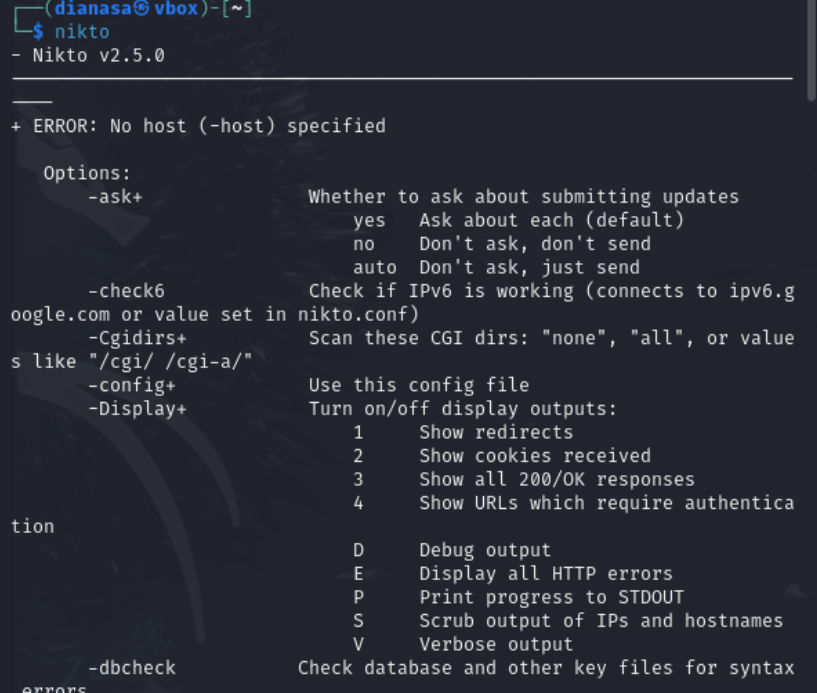 ┌──(dianasa㉿vbox)-[~]
└─$ nikto
- Nikto v2.5.0
---------------------------------------------------------------------------
+ ERROR: No host (-host) specified
Options:
-ask+ Whether to ask about submitting updates
yes Ask about each (default)
no Don't ask, don't send
auto Don't ask, just send
-check6 Check if IPv6 is working (connects to ipv6.g
oogle.com or value set in nikto.conf)
-Cgidirs+ Scan these CGI dirs: "none", "all", or value
s like "/cgi/ /cgi-a/"
-config+ Use this config file
-Display+ Turn on/off display outputs:
1 Show redirects
2 Show cookies received
3 Show all 200/OK responses
4 Show URLs which require authentica
tion
D Debug output
E Display all HTTP errors
P Print progress to STDOUT
S Scrub output of IPs and hostnames
V Verbose output
-dbcheck Check database and other key files for syntax
errors